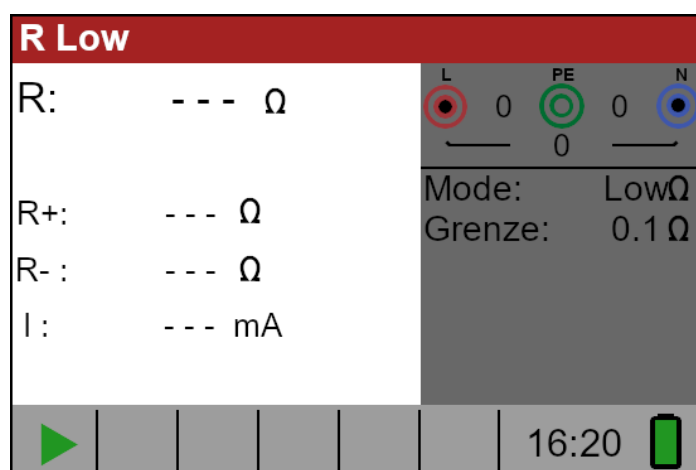 R Low
R: - - - Ω
R+: - - - Ω
R- : - - - Ω
I : - - - mA
L PE N
0 0
0
Mode: LowΩ
Grenze: 0.1 Ω
16:20